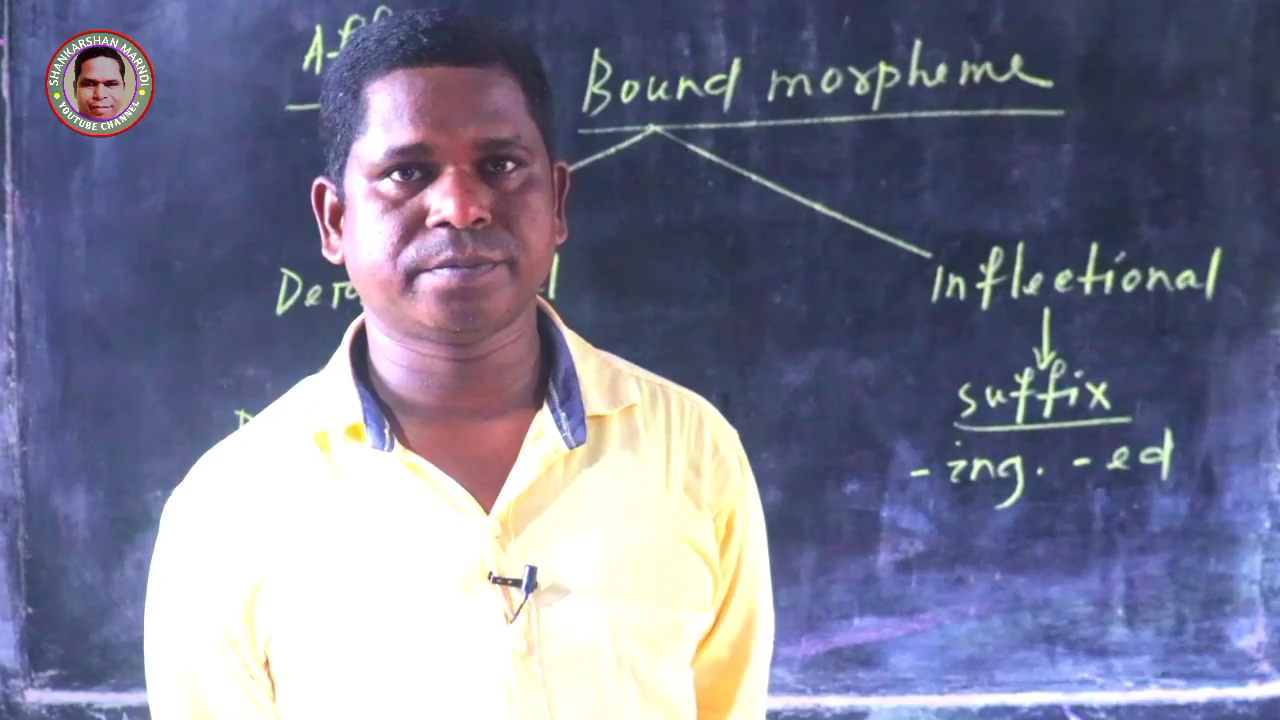 SHANKARSHAN MARNDI
YOUTUBE CHANNEL
Bound morpheme
Inflectional
suffix
-ing. -ed